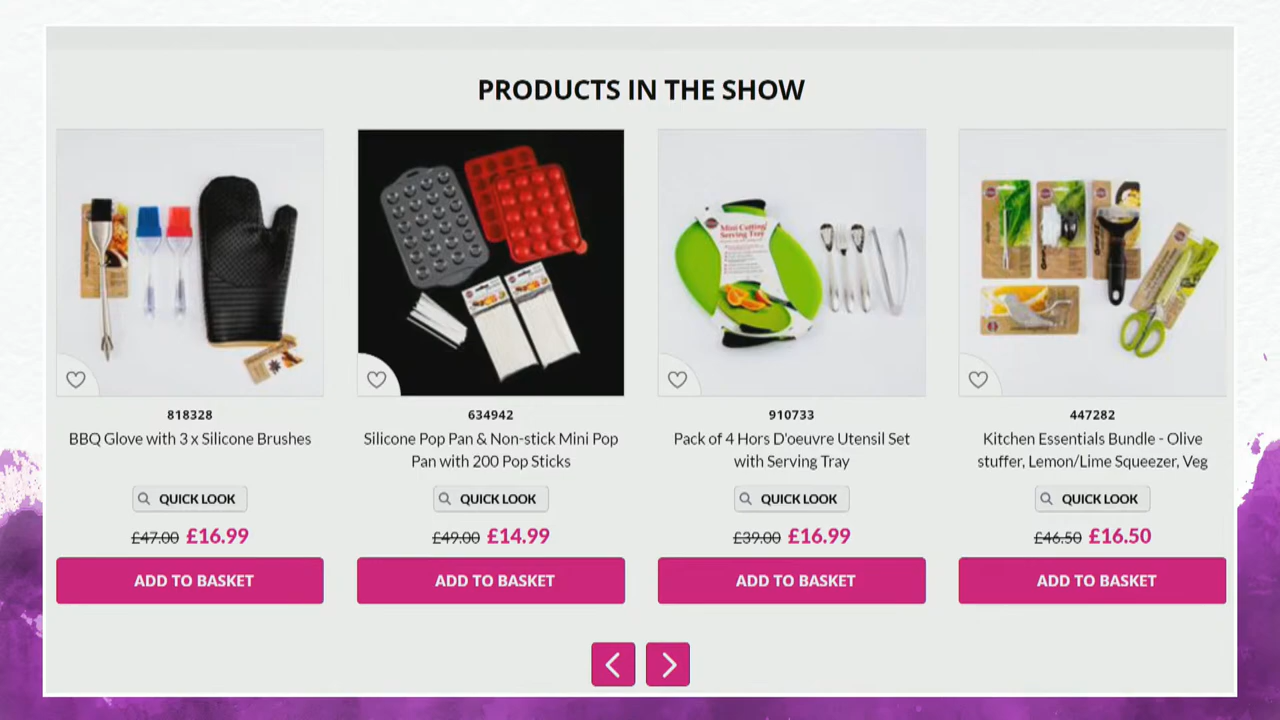 PRODUCTS IN THE SHOW
Mini Cutting
Serving Tray
818328
BBQ Glove with 3 x Silicone Brushes
QUICK LOOK
£47.00 £16.99
ADD TO BASKET
634942
Silicone Pop Pan & Non-stick Mini Pop
Pan with 200 Pop Sticks
QUICK LOOK
£49.00 £14.99
ADD TO BASKET
910733
Pack of 4 Hors D'oeuvre Utensil Set
with Serving Tray
QUICK LOOK
£39.00 £16.99
ADD TO BASKET
447282
Kitchen Essentials Bundle - Olive
stuffer, Lemon/Lime Squeezer, Veg
QUICK LOOK
£46.50 £16.50
ADD TO BASKET